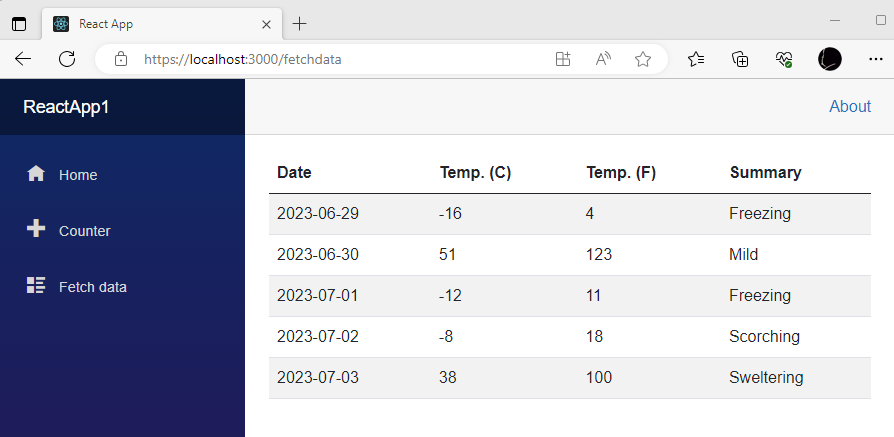 React App
https://localhost:3000/fetchdata
ReactApp1
About
Home
Counter
Fetch data
Date Temp. (C) Temp. (F) Summary
2023-06-29 -16 4 Freezing
2023-06-30 51 123 Mild
2023-07-01 -12 11 Freezing
2023-07-02 -8 18 Scorching
2023-07-03 38 100 Sweltering